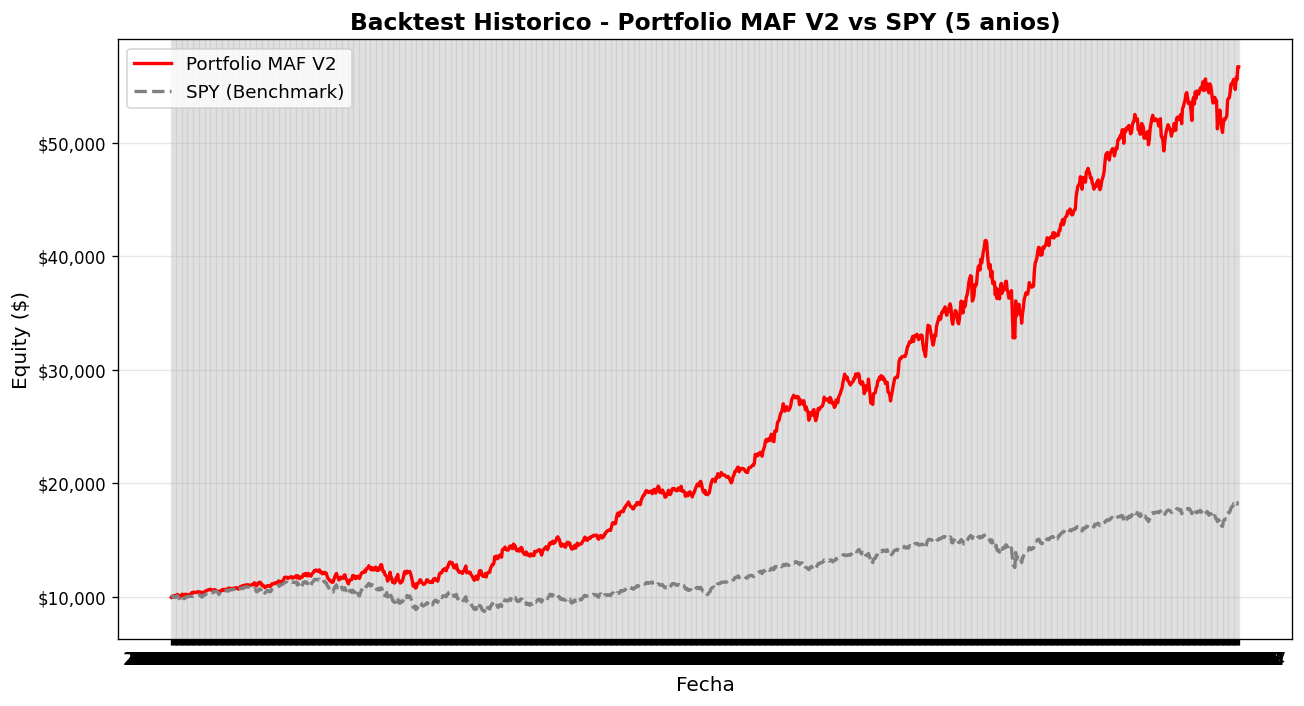 Backtest Historico - Portfolio MAF V2 vs SPY (5 anios)
Portfolio MAF V2
SPY (Benchmark)
Equity ($)
$50,000
$40,000
$30,000
$20,000
$10,000
Fecha